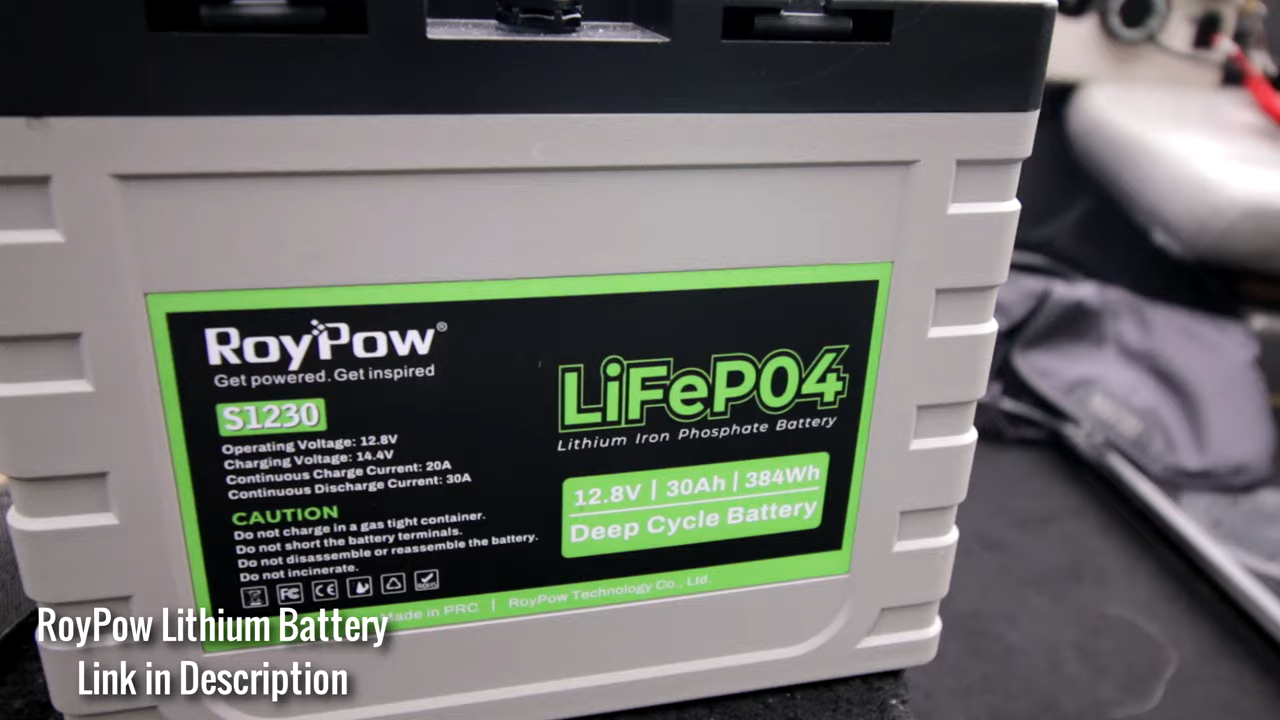 RoyPow®
Get powered. Get inspired
S1230
Operating Voltage: 12.8V
Charging Voltage: 14.4V
Continuous Charge Current: 20A
Continuous Discharge Current: 30A
CAUTION
Do not charge in a gas tight container.
Do not short the battery terminals.
Do not disassemble or reassemble the battery.
Do not incinerate.
FC CE RoHS
LiFePO4
Lithium Iron Phosphate Battery
12.8V | 30Ah | 384Wh
Deep Cycle Battery
Made in PRC | RoyPow Technology Co., Ltd.
RoyPow Lithium Battery
Link in Description